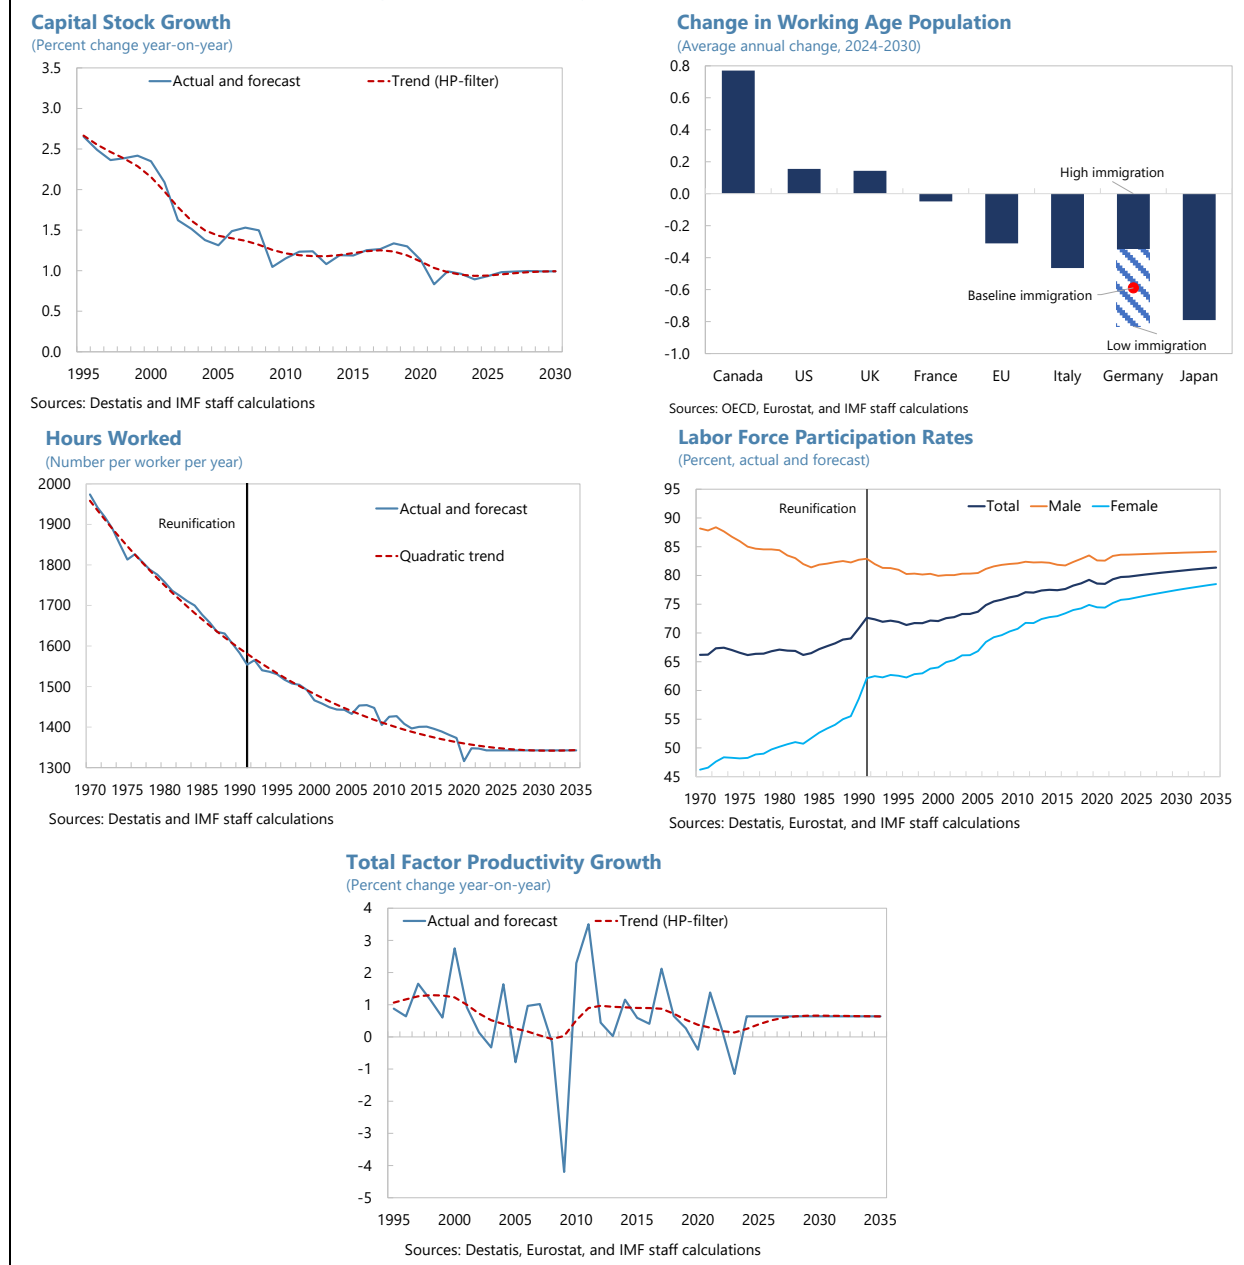 Capital Stock Growth
(Percent change year-on-year)
3.5
3.0
2.5
2.0
1.5
1.0
0.5
0.0
Actual and forecast
Trend (HP-filter)
1995 2000 2005 2010 2015 2020 2025 2030
Sources: Destatis and IMF staff calculations
Change in Working Age Population
(Average annual change, 2024-2030)
0.8
0.6
0.4
0.2
0.0
-0.2
-0.4
-0.6
-0.8
-1.0
High immigration
Baseline immigration
Low immigration
Canada US UK France EU Italy Germany Japan
Sources: OECD, Eurostat, and IMF staff calculations
Hours Worked
(Number per worker per year)
2000
1900
1800
1700
1600
1500
1400
1300
Reunification
Actual and forecast
Quadratic trend
1970 1975 1980 1985 1990 1995 2000 2005 2010 2015 2020 2025 2030 2035
Sources: Destatis and IMF staff calculations
Labor Force Participation Rates
(Percent, actual and forecast)
95
90
85
80
75
70
65
60
55
50
45
Reunification
Total Male Female
1970 1975 1980 1985 1990 1995 2000 2005 2010 2015 2020 2025 2030 2035
Sources: Destatis, Eurostat, and IMF staff calculations
Total Factor Productivity Growth
(Percent change year-on-year)
4
3
2
1
0
-1
-2
-3
-4
-5
Actual and forecast
Trend (HP-filter)
1995 2000 2005 2010 2015 2020 2025 2030 2035
Sources: Destatis, Eurostat, and IMF staff calculations